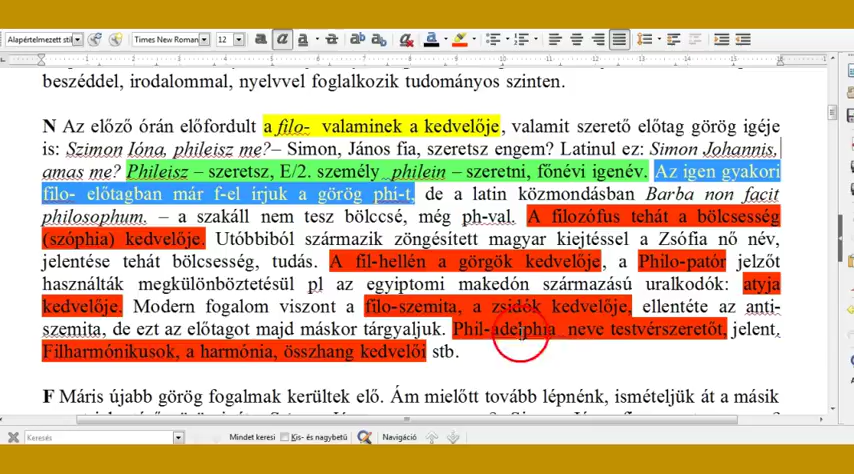 Alapértelmezett stíl
Times New Roman
12
beszéddel, irodalommal, nyelvvel foglalkozik tudományos szinten.
N Az előző órán előfordult a filo- valaminek a kedvelője, valamit szerető előtag görög igéje
is: Szimon Ióna, phileisz me?– Simon, János fia, szeretsz engem? Latinul ez: Simon Johannis,
amas me? Phileisz – szeretsz, E/2. személy philein – szeretni, főnévi igenév. Az igen gyakori
filo- előtagban már f-el írjuk a görög phi-t, de a latin közmondásban Barba non facit
philosophum, – a szakáll nem tesz bölccsé, még ph-val. A filozófus tehát a bölcsesség
(szóphia) kedvelője. Utóbbiból származik zöngésített magyar kiejtéssel a Zsófia nő név,
jelentése tehát bölcsesség, tudás. A fil-hellén a görgök kedvelője, a Philo-patór jelzőt
használták megkülönböztetésül pl az egyiptomi makedón származású uralkodók: atyja
kedvelője. Modern fogalom viszont a filo-szemita, a zsidók kedvelője, ellentéte az anti-
szemita, de ezt az előtagot majd máskor tárgyaljuk. Phil-adelphia neve testvérszeretőt, jelent,
Filharmónikusok, a harmónia, összhang kedvelői stb.
F Máris újabb görög fogalmak kerültek elő. Ám mielőtt tovább lépnénk, ismételjük át a másik
Keresés
Mindet keresi
Kis- és nagybetű
Navigáció